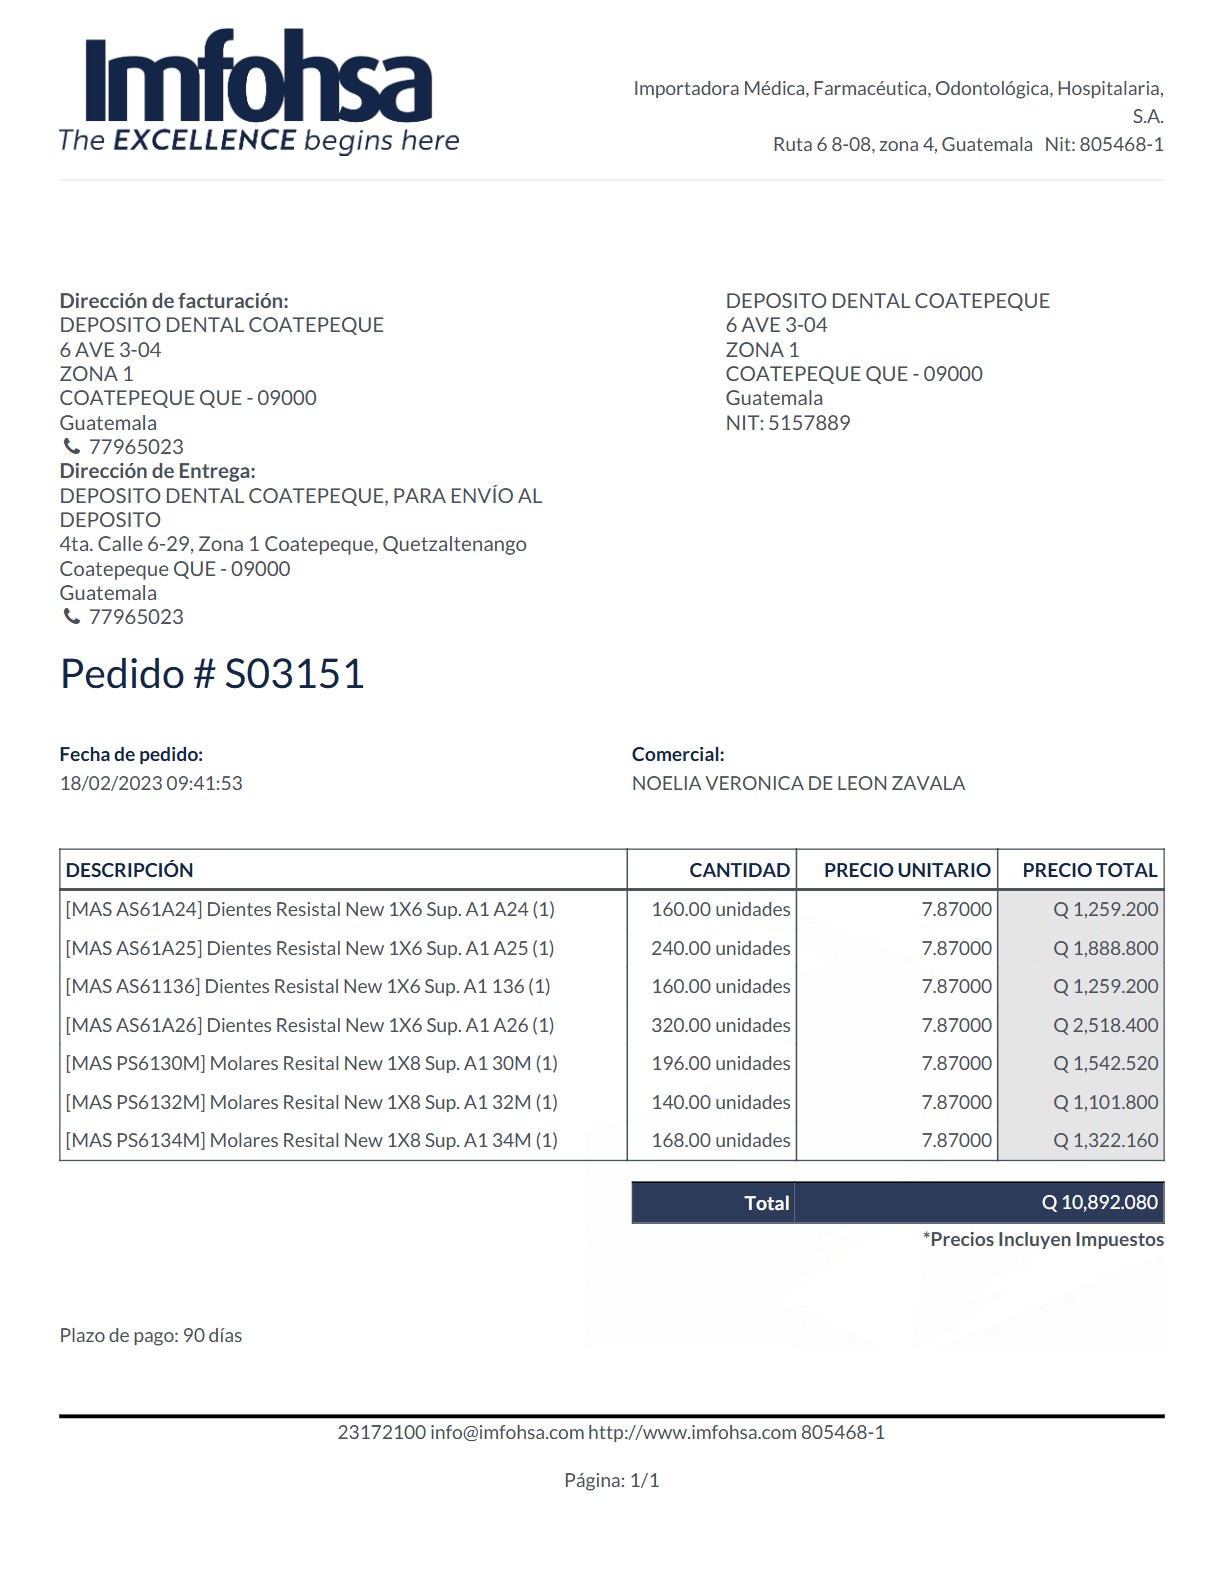 Imfohsa
The EXCELLENCE begins here
Importadora Médica, Farmacéutica, Odontológica, Hospitalaria,
S.A.
Ruta 6 8-08, zona 4, Guatemala Nit: 805468-1
Dirección de facturación:
DEPOSITO DENTAL COATEPEQUE
6 AVE 3-04
ZONA 1
COATEPEQUE QUE - 09000
Guatemala
77965023
Dirección de Entrega:
DEPOSITO DENTAL COATEPEQUE, PARA ENVÍO AL
DEPOSITO
4ta. Calle 6-29, Zona 1 Coatepeque, Quetzaltenango
Coatepeque QUE - 09000
Guatemala
77965023
DEPOSITO DENTAL COATEPEQUE
6 AVE 3-04
ZONA 1
COATEPEQUE QUE - 09000
Guatemala
NIT: 5157889
Pedido # S03151
Fecha de pedido:
18/02/2023 09:41:53
Comercial:
NOELIA VERONICA DE LEON ZAVALA
DESCRIPCIÓN CANTIDAD PRECIO UNITARIO PRECIO TOTAL
[MAS AS61A24] Dientes Resistal New 1X6 Sup. A1 A24 (1) 160.00 unidades 7.87000 Q 1,259.200
[MAS AS61A25] Dientes Resistal New 1X6 Sup. A1 A25 (1) 240.00 unidades 7.87000 Q 1,888.800
[MAS AS61136] Dientes Resistal New 1X6 Sup. A1 136 (1) 160.00 unidades 7.87000 Q 1,259.200
[MAS AS61A26] Dientes Resistal New 1X6 Sup. A1 A26 (1) 320.00 unidades 7.87000 Q 2,518.400
[MAS PS6130M] Molares Resital New 1X8 Sup. A1 30M (1) 196.00 unidades 7.87000 Q 1,542.520
[MAS PS6132M] Molares Resital New 1X8 Sup. A1 32M (1) 140.00 unidades 7.87000 Q 1,101.800
[MAS PS6134M] Molares Resital New 1X8 Sup. A1 34M (1) 168.00 unidades 7.87000 Q 1,322.160
Total Q 10,892.080
*Precios Incluyen Impuestos
Plazo de pago: 90 días
23172100 info@imfohsa.com http://www.imfohsa.com 805468-1
Página: 1/1